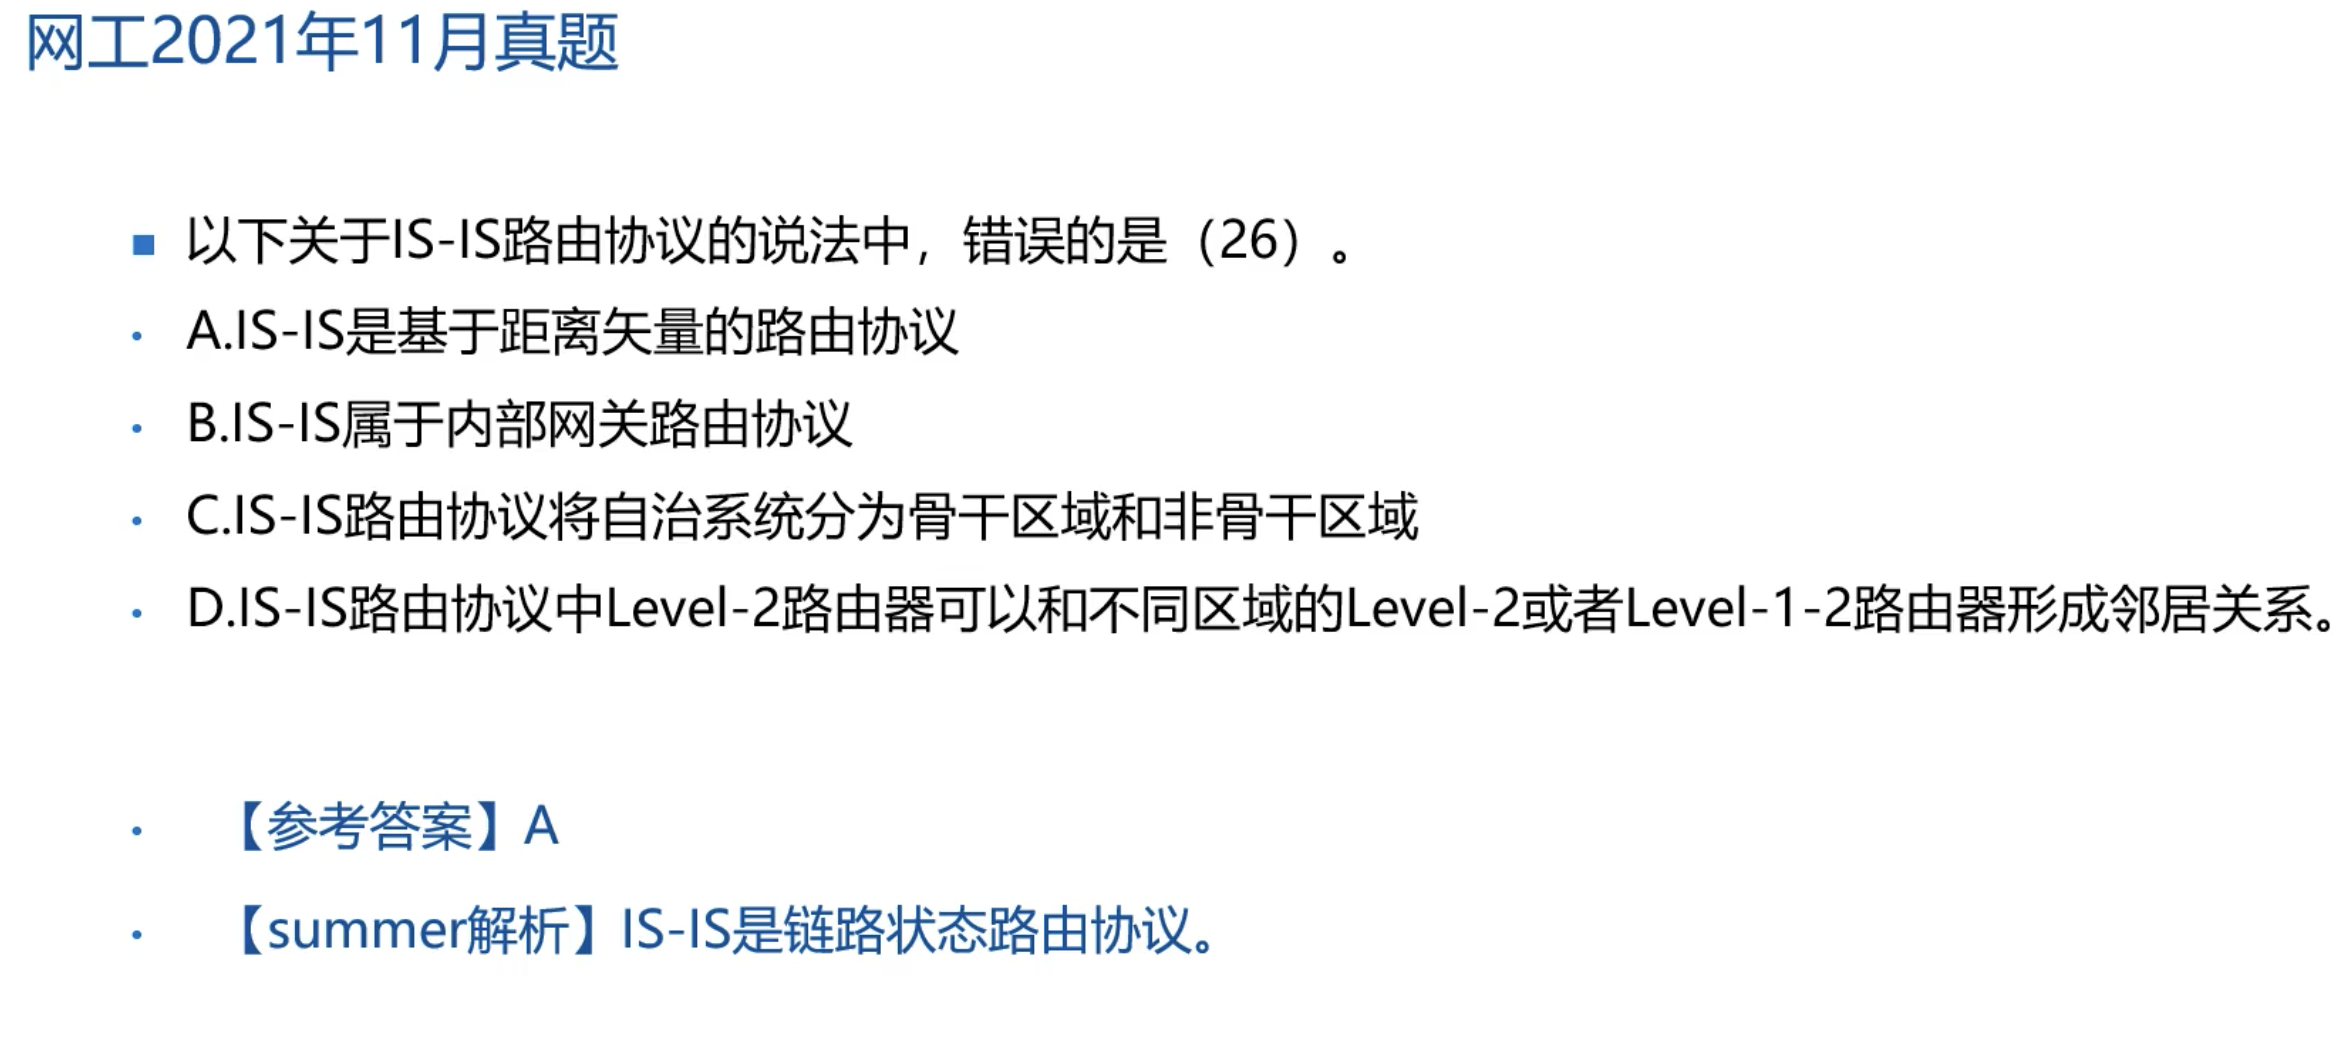 网工2021年11月真题
■ 以下关于IS-IS路由协议的说法中，错误的是（26）。
• A.IS-IS是基于距离矢量的路由协议
• B.IS-IS属于内部网关路由协议
• C.IS-IS路由协议将自治系统分为骨干区域和非骨干区域
• D.IS-IS路由协议中Level-2路由器可以和不同区域的Level-2或者Level-1-2路由器形成邻居关系。
• 【参考答案】A
• 【summer解析】IS-IS是链路状态路由协议。